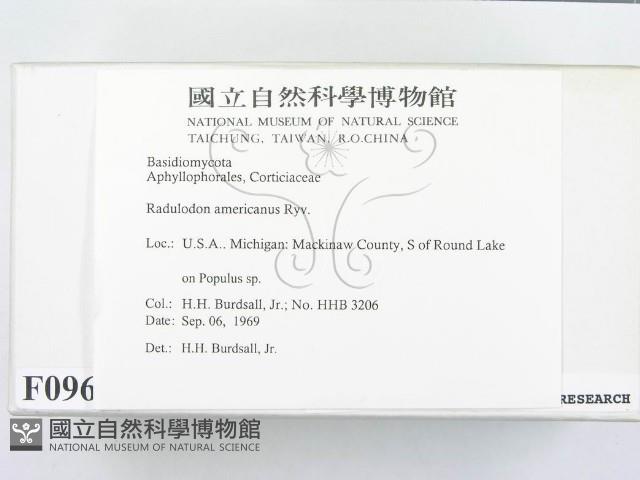 國立自然科學博物館
NATIONAL MUSEUM OF NATURAL SCIENCE
TAICHUNG, TAIWAN, R.O.CHINA
Basidiomycota
Aphyllophorales, Corticiaceae
Radulodon americanus Ryv.
Loc.: U.S.A., Michigan: Mackinaw County, S of Round Lake
on Populus sp.
Col.: H.H. Burdsall, Jr.; No. HHB 3206
Date: Sep. 06, 1969
Det.: H.H. Burdsall, Jr.
F096
RESEARCH
國立自然科學博物館
NATIONAL MUSEUM OF NATURAL SCIENCE